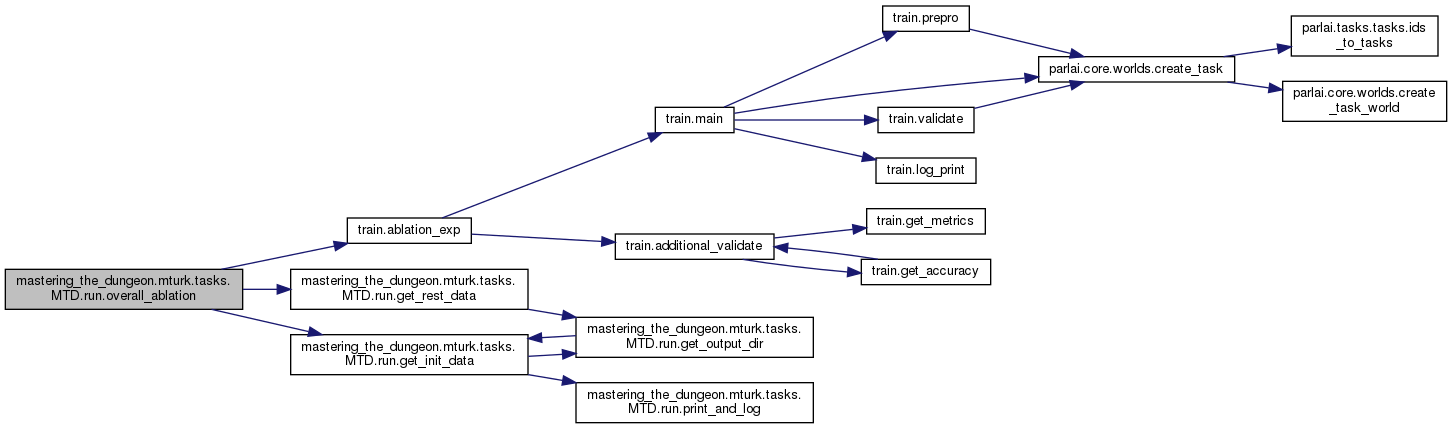 mastering_the_dungeon.mturk.tasks.
MTD.run.overall_ablation
train.ablation_exp
mastering_the_dungeon.mturk.tasks.
MTD.run.get_rest_data
mastering_the_dungeon.mturk.tasks.
MTD.run.get_init_data
train.main
train.additional_validate
mastering_the_dungeon.mturk.tasks.
MTD.run.get_output_dir
mastering_the_dungeon.mturk.tasks.
MTD.run.print_and_log
train.prepro
train.validate
train.log_print
train.get_metrics
train.get_accuracy
parlai.core.worlds.create_task
parlai.tasks.tasks.ids
_to_tasks
parlai.core.worlds.create
_task_world